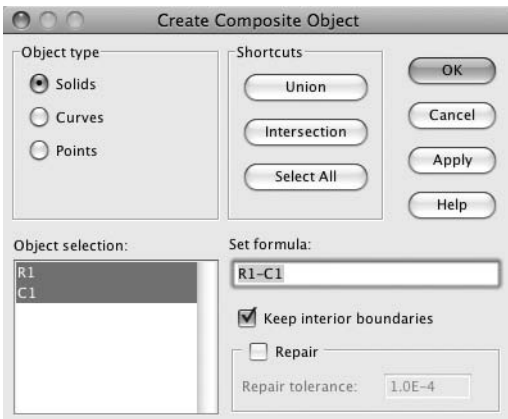 Create Composite Object
Object type
Solids
Curves
Points
Shortcuts
Union
Intersection
Select All
OK
Cancel
Apply
Help
Object selection:
R1
C1
Set formula:
R1-C1
Keep interior boundaries
Repair
Repair tolerance: 1.0E-4